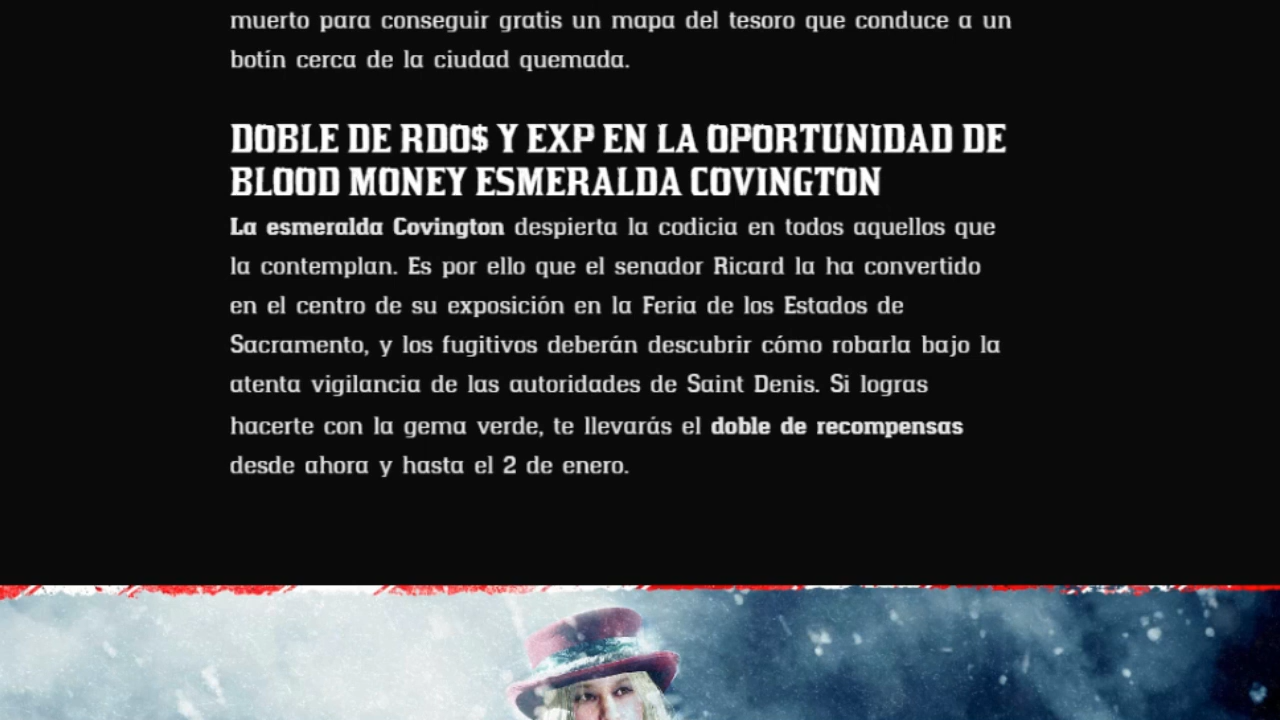 muerto para conseguir gratis un mapa del tesoro que conduce a un
botín cerca de la ciudad quemada.
DOBLE DE RDO$ Y EXP EN LA OPORTUNIDAD DE
BLOOD MONEY ESMERALDA COVINGTON
La esmeralda Covington despierta la codicia en todos aquellos que
la contemplan. Es por ello que el senador Ricard la ha convertido
en el centro de su exposición en la Feria de los Estados de
Sacramento, y los fugitivos deberán descubrir cómo robarla bajo la
atenta vigilancia de las autoridades de Saint Denis. Si logras
hacerte con la gema verde, te llevarás el doble de recompensas
desde ahora y hasta el 2 de enero.